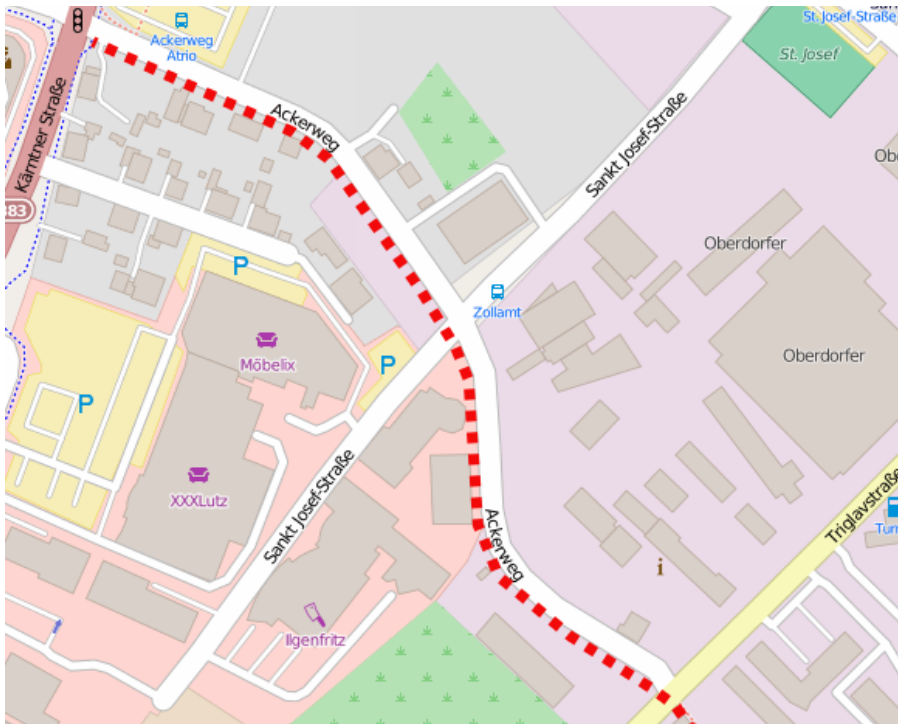 Ackerweg
Atrio
St. Josef-Straße
St. Josef
Kärntner Straße
Ackerweg
Sankt Josef-Straße
83
P
Oberdorfer
Zollamt
Möbelix
P
Oberdorfer
P
XXXLutz
Sankt Josef-Straße
Ackerweg
Triglavstraße
i
Ilgenfritz